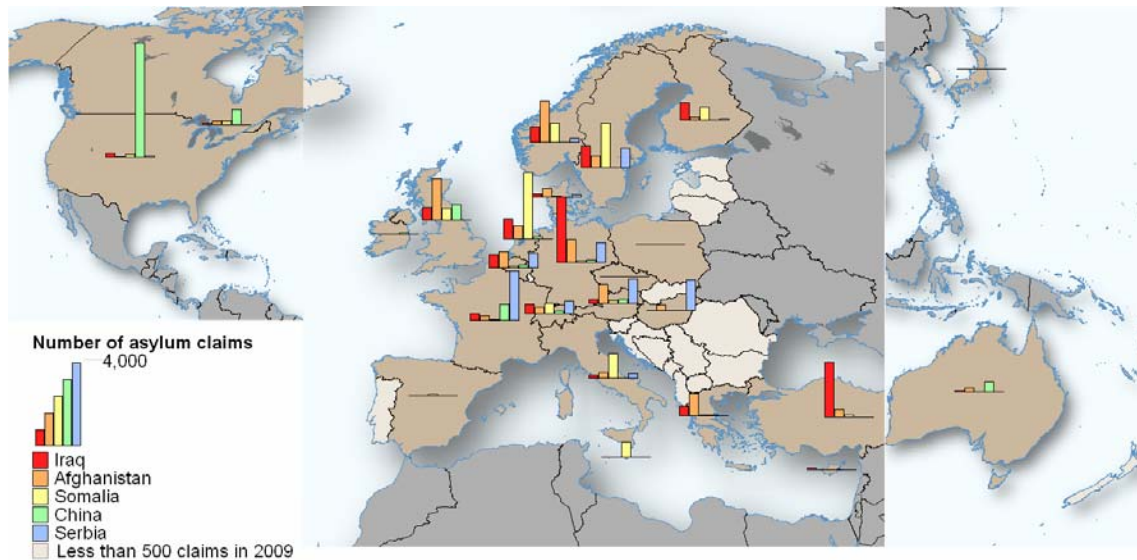 Number of asylum claims
4,000
Iraq
Afghanistan
Somalia
China
Serbia
Less than 500 claims in 2009